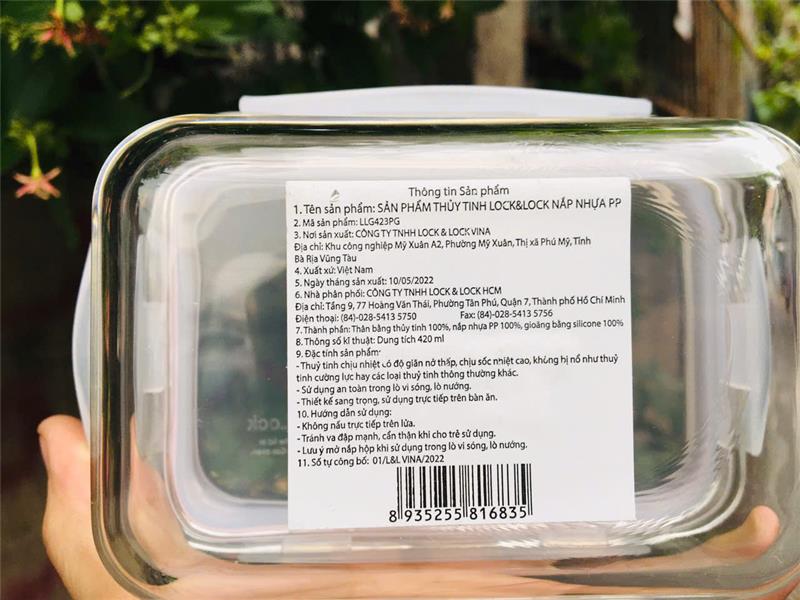 Thông tin Sản phẩm
1. Tên sản phẩm: SẢN PHẨM THỦY TINH LOCK&LOCK NẮP NHỰA PP
2. Mã sản phẩm: LLG423PG
3. Nơi sản xuất: CÔNG TY TNHH LOCK & LOCK VINA
Địa chỉ: Khu công nghiệp Mỹ Xuân A2, Phường Mỹ Xuân, Thị xã Phú Mỹ, Tỉnh
Bà Rịa Vũng Tàu
4. Xuất xứ: Việt Nam
5. Ngày tháng sản xuất: 10/05/2022
6. Nhà phân phối: CÔNG TY TNHH LOCK & LOCK HCM
Địa chỉ: Tầng 9, 77 Hoàng Văn Thái, Phường Tân Phú, Quận 7, Thành phố Hồ Chí Minh
Điện thoại: (84)-028-5413 5750 Fax: (84)-028-5413 5756
7. Thành phần: Thân bằng thủy tinh 100%, nắp nhựa PP 100%, gioăng bằng silicone 100%
8. Thông số kĩ thuật: Dung tích 420 ml
9. Đặc tính sản phẩm:
- Thuỷ tinh chịu nhiệt có độ giãn nở thấp, chịu sốc nhiệt cao, không bị nổ như thuỷ
tinh cường lực hay các loại thuỷ tinh thông thường khác.
- Sử dụng an toàn trong lò vi sóng, lò nướng.
- Thiết kế sang trọng, sử dụng trực tiếp trên bàn ăn.
10. Hướng dẫn sử dụng:
- Không nấu trực tiếp trên lửa.
- Tránh va đập mạnh, cẩn thận khi cho trẻ sử dụng.
- Lưu ý mở nắp hộp khi sử dụng trong lò vi sóng, lò nướng.
11. Số tự công bố: 01/L&L VINA/2022
8 935255 816835